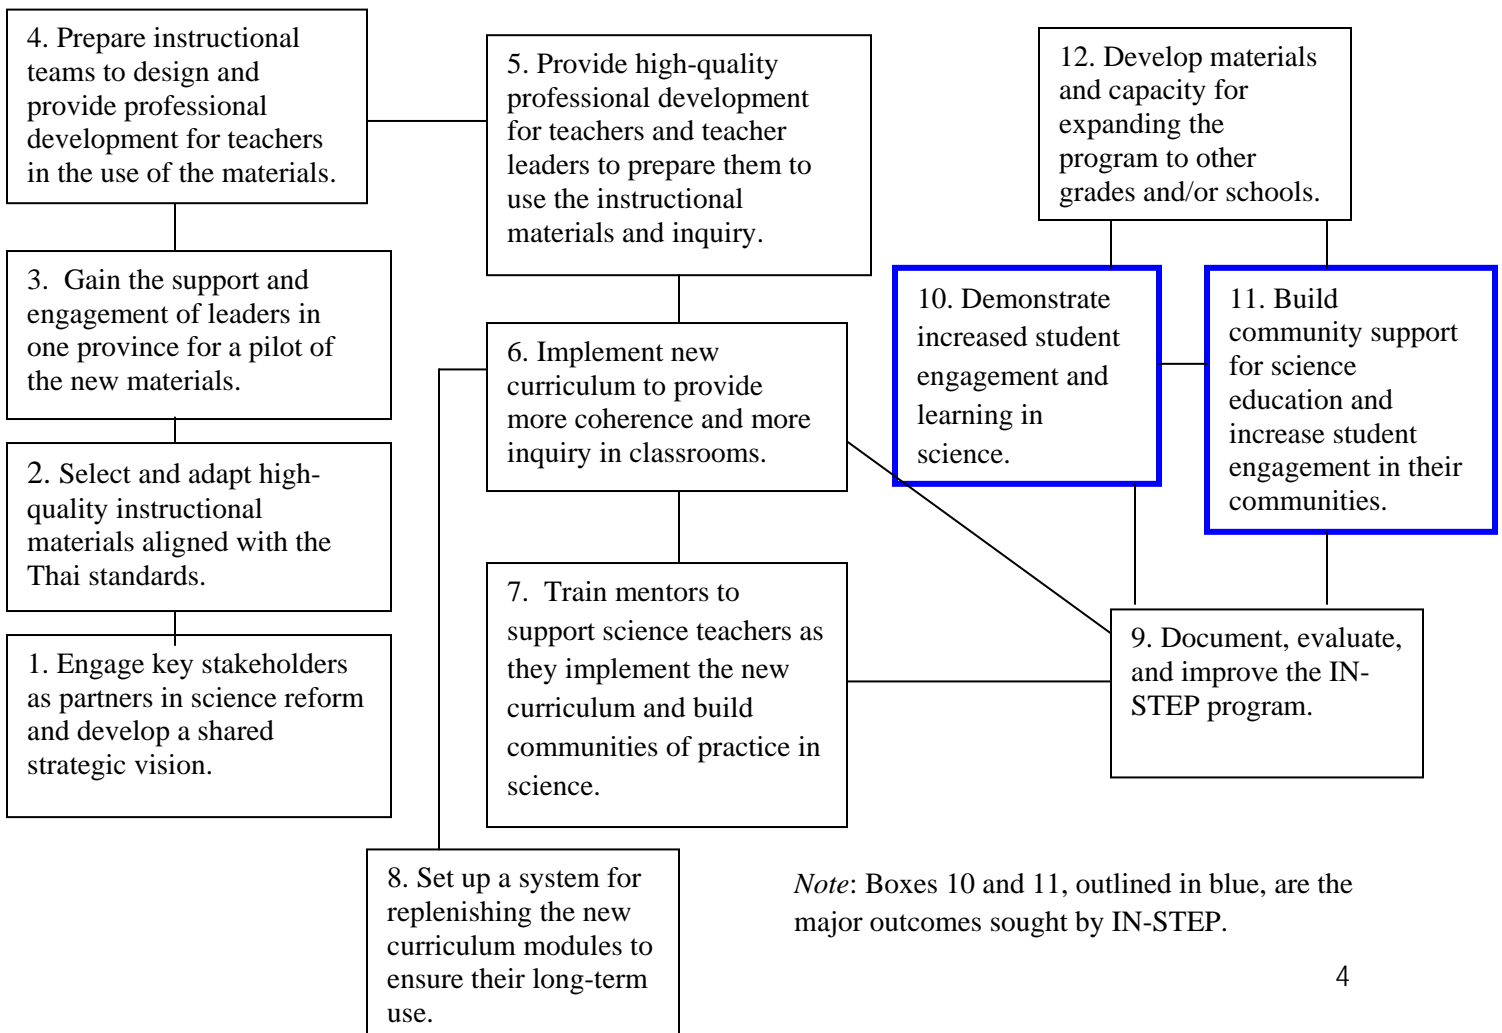 4. Prepare instructional
teams to design and
provide professional
development for teachers
in the use of the materials.
5. Provide high-quality
professional development
for teachers and teacher
leaders to prepare them to
use the instructional
materials and inquiry.
12. Develop materials
and capacity for
expanding the
program to other
grades and/or schools.
3. Gain the support and
engagement of leaders in
one province for a pilot of
the new materials.
6. Implement new
curriculum to provide
more coherence and more
inquiry in classrooms.
10. Demonstrate
increased student
engagement and
learning in
science.
11. Build
community support
for science
education and
increase student
engagement in their
communities.
2. Select and adapt high-
quality instructional
materials aligned with the
Thai standards.
7. Train mentors to
support science teachers as
they implement the new
curriculum and build
communities of practice in
science.
9. Document, evaluate,
and improve the IN-
STEP program.
1. Engage key stakeholders
as partners in science reform
and develop a shared
strategic vision.
8. Set up a system for
replenishing the new
curriculum modules to
ensure their long-term
use.
Note: Boxes 10 and 11, outlined in blue, are the
major outcomes sought by IN-STEP.
4